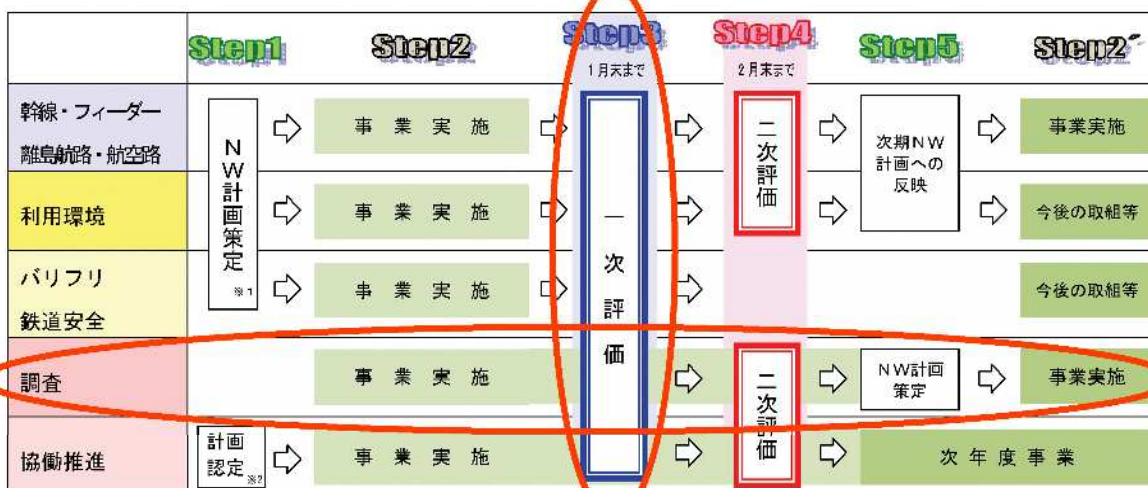 Step1 Step2 Step3 Step4 Step5 Step2´
1月末まで 2月末まで
幹線・フィーダー
離島航路・航空路
NW計画策定
※1
事業実施
一次評価
二次評価
次期NW
計画への
反映
事業実施
利用環境
事業実施
今後の取組等
バリフリ
鉄道安全
事業実施
今後の取組等
調査
事業実施
二次評価
NW計画
策定
事業実施
協働推進
計画
認定
※2
事業実施
次年度事業